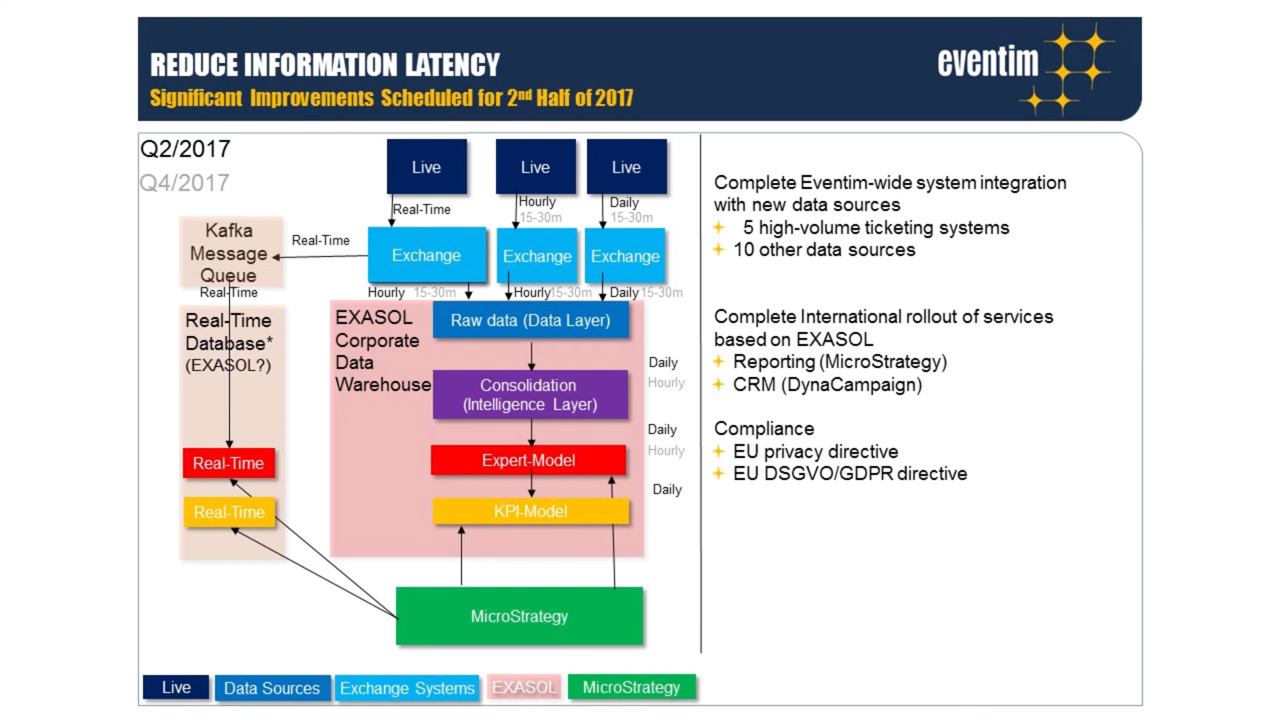 REDUCE INFORMATION LATENCY
Significant Improvements Scheduled for 2nd Half of 2017
eventim
Q2/2017
Q4/2017
Live
Live
Live
Real-Time
Hourly
15-30m
Daily
15-30m
Kafka
Message
Queue
Real-Time
Exchange
Exchange
Exchange
Real-Time
Hourly 15-30m
Hourly 15-30m
Daily 15-30m
Real-Time
Database*
(EXASOL?)
EXASOL
Corporate
Data
Warehouse
Raw data (Data Layer)
Daily
Hourly
Consolidation
(Intelligence Layer)
Daily
Hourly
Real-Time
Expert-Model
Daily
Real-Time
KPI-Model
MicroStrategy
Complete Eventim-wide system integration
with new data sources
5 high-volume ticketing systems
10 other data sources
Complete International rollout of services
based on EXASOL
Reporting (MicroStrategy)
CRM (DynaCampaign)
Compliance
EU privacy directive
EU DSGVO/GDPR directive
Live
Data Sources
Exchange Systems
EXASOL
MicroStrategy